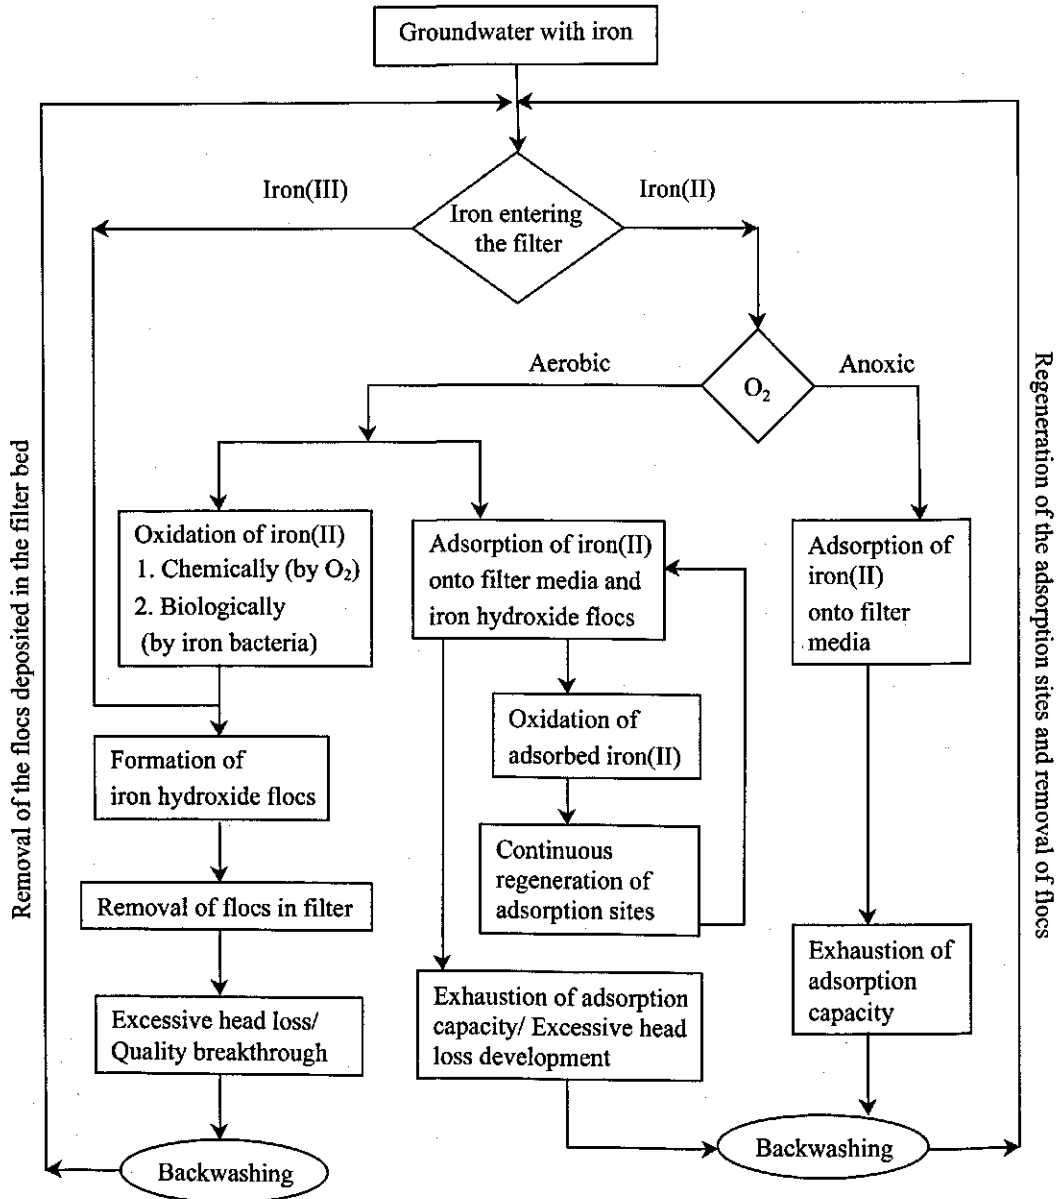 Groundwater with iron
Iron(III)
Iron(II)
Iron entering
the filter
Aerobic
Anoxic
O₂
Oxidation of iron(II)
1. Chemically (by O₂)
2. Biologically
(by iron bacteria)
Adsorption of iron(II)
onto filter media and
iron hydroxide flocs
Adsorption of
iron(II)
onto filter
media
Oxidation of
adsorbed iron(II)
Formation of
iron hydroxide flocs
Continuous
regeneration of
adsorption sites
Removal of flocs in filter
Exhaustion of
adsorption
capacity
Excessive head loss/
Quality breakthrough
Exhaustion of adsorption
capacity/ Excessive head
loss development
Backwashing
Backwashing
Removal of the flocs deposited in the filter bed
Regeneration of the adsorption sites and removal of flocs